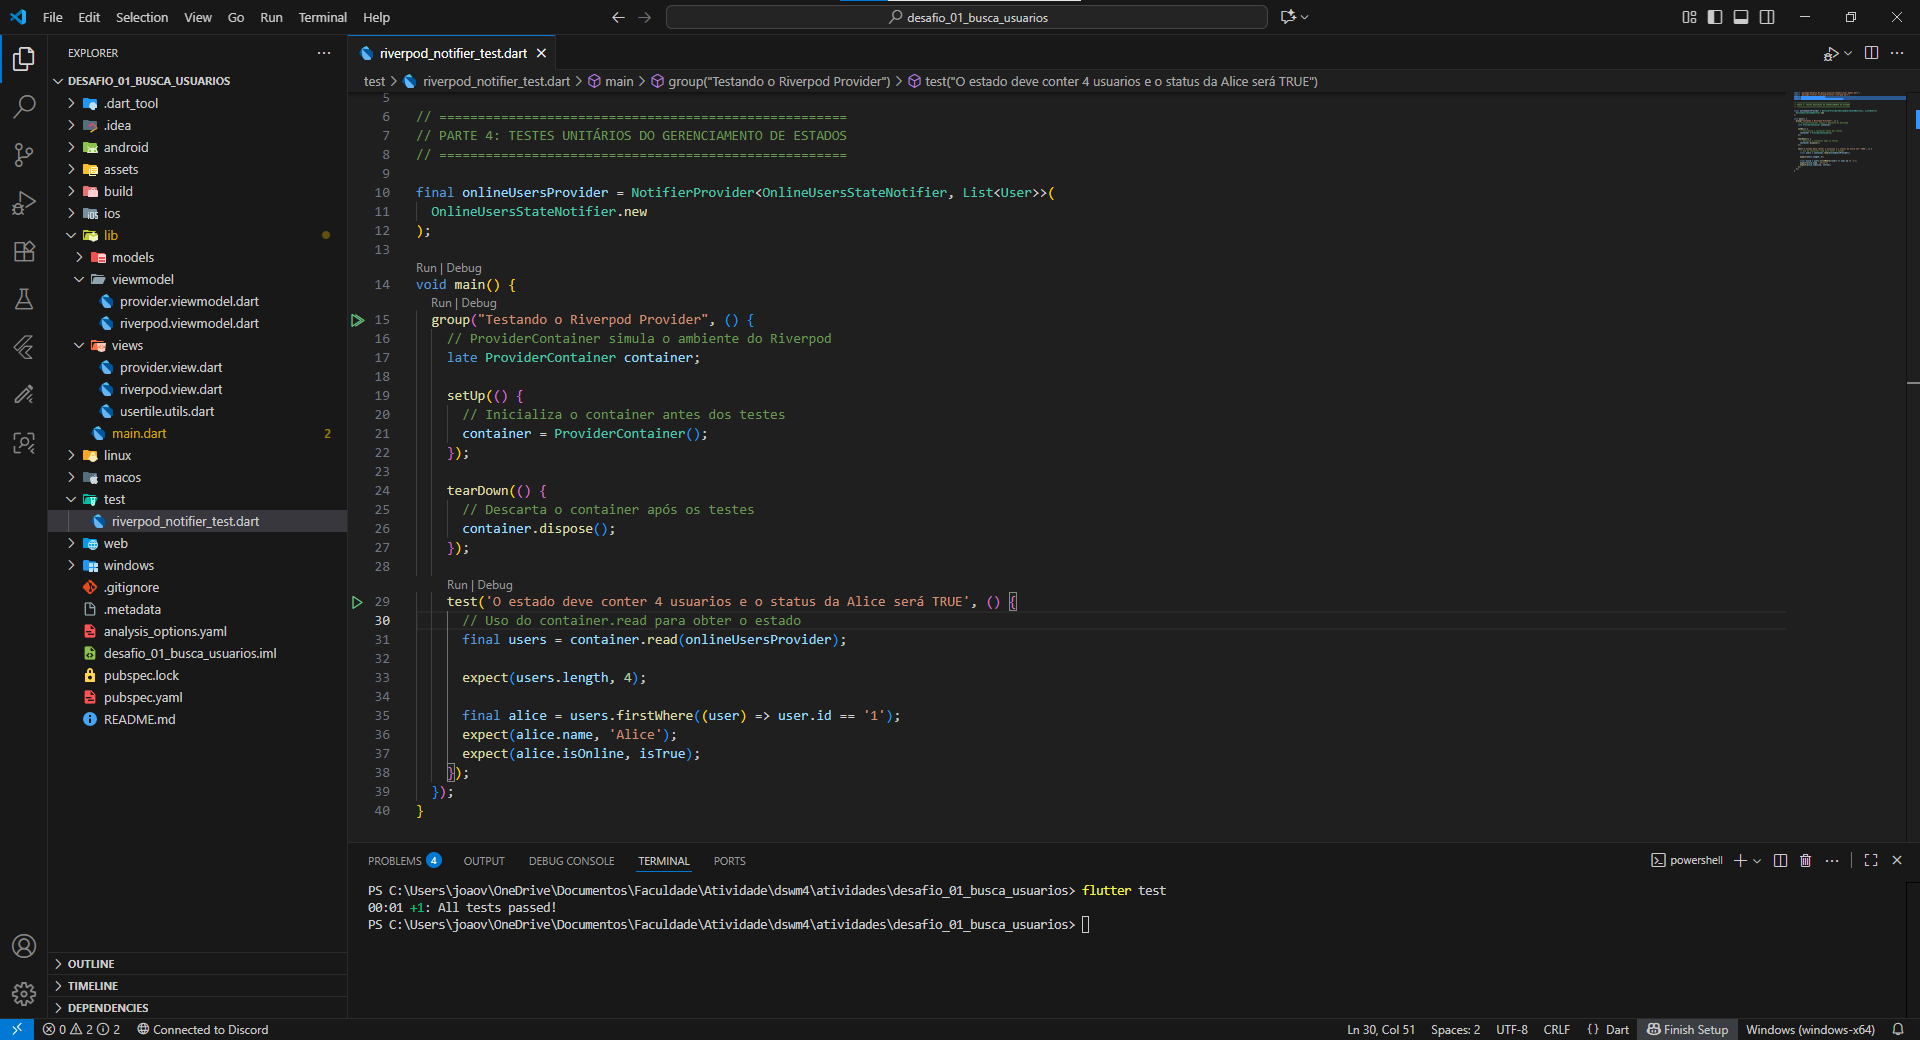 File Edit Selection View Go Run Terminal Help
desafio_01_busca_usuarios
EXPLORER
DESAFIO_01_BUSCA_USUARIOS
.dart_tool
.idea
android
assets
build
ios
lib
models
viewmodel
provider.viewmodel.dart
riverpod.viewmodel.dart
views
provider.view.dart
riverpod.view.dart
usertile.utils.dart
main.dart 2
linux
macos
test
riverpod_notifier_test.dart
web
windows
.gitignore
.metadata
analysis_options.yaml
desafio_01_busca_usuarios.iml
pubspec.lock
pubspec.yaml
README.md
OUTLINE
TIMELINE
DEPENDENCIES
riverpod_notifier_test.dart
test > riverpod_notifier_test.dart > main > group("Testando o Riverpod Provider") > test("O estado deve conter 4 usuarios e o status da Alice será TRUE")
5
6 // =====================================================
7 // PARTE 4: TESTES UNITÁRIOS DO GERENCIAMENTO DE ESTADOS
8 // =====================================================
9
10 final onlineUsersProvider = NotifierProvider<OnlineUsersStateNotifier, List<User>>(
11 OnlineUsersStateNotifier.new
12 );
13
Run | Debug
14 void main() {
Run | Debug
15 group("Testando o Riverpod Provider", () {
16 // ProviderContainer simula o ambiente do Riverpod
17 late ProviderContainer container;
18
19 setUp(() {
20 // Inicializa o container antes dos testes
21 container = ProviderContainer();
22 });
23
24 tearDown(() {
25 // Descarta o container após os testes
26 container.dispose();
27 });
28
Run | Debug
29 test('O estado deve conter 4 usuarios e o status da Alice será TRUE', () {
30 // Uso do container.read para obter o estado
31 final users = container.read(onlineUsersProvider);
32
33 expect(users.length, 4);
34
35 final alice = users.firstWhere((user) => user.id == '1');
36 expect(alice.name, 'Alice');
37 expect(alice.isOnline, isTrue);
38 });
39 });
40 }
PROBLEMS 4 OUTPUT DEBUG CONSOLE TERMINAL PORTS
powershell
PS C:\Users\joaov\OneDrive\Documentos\Faculdade\Atividade\dswm4\atividades\desafio_01_busca_usuarios> flutter test
00:01 +1: All tests passed!
PS C:\Users\joaov\OneDrive\Documentos\Faculdade\Atividade\dswm4\atividades\desafio_01_busca_usuarios>
0 2 2 Connected to Discord
Ln 30, Col 51 Spaces: 2 UTF-8 CRLF {} Dart Finish Setup Windows (windows-x64)